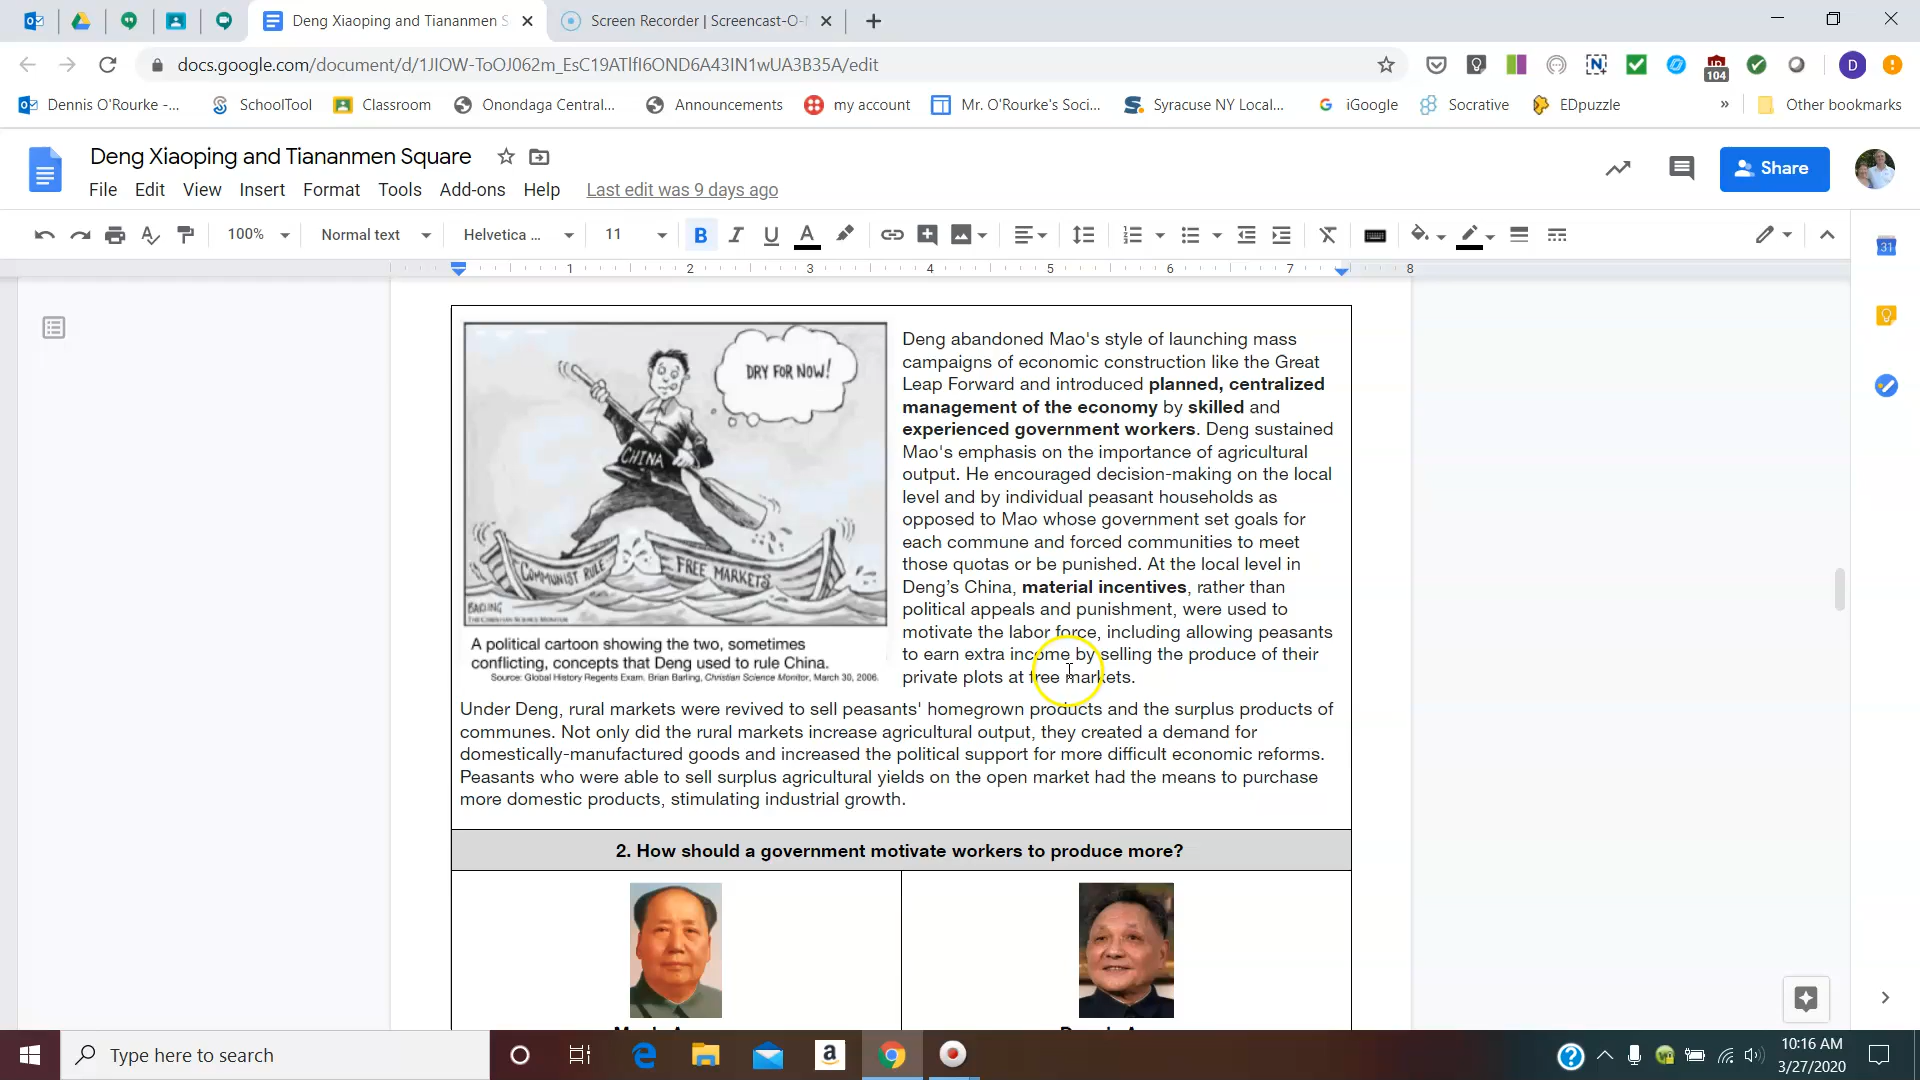 Deng Xiaoping and Tiananmen S
Screen Recorder | Screencast-O-
docs.google.com/document/d/1JIOW-ToOJ062m_EsC19ATlfI6OND6A43IN1wUA3B35A/edit
104
D
Dennis O'Rourke -...
SchoolTool
Classroom
Onondaga Central...
Announcements
my account
Mr. O'Rourke's Soci...
Syracuse NY Local...
iGoogle
Socrative
EDpuzzle
»
Other bookmarks
Deng Xiaoping and Tiananmen Square
File Edit View Insert Format Tools Add-ons Help Last edit was 9 days ago
Share
100% Normal text Helvetica ... 11 B I U A
31
1 2 3 4 5 6 7 8
DRY FOR NOW!
CHINA
COMMUNIST RULE
FREE MARKETS
BARLING
THE CHRISTIAN SCIENCE MONITOR
A political cartoon showing the two, sometimes
conflicting, concepts that Deng used to rule China.
Source: Global History Regents Exam. Brian Barling, Christian Science Monitor, March 30, 2006.
Deng abandoned Mao's style of launching mass
campaigns of economic construction like the Great
Leap Forward and introduced planned, centralized
management of the economy by skilled and
experienced government workers. Deng sustained
Mao's emphasis on the importance of agricultural
output. He encouraged decision-making on the local
level and by individual peasant households as
opposed to Mao whose government set goals for
each commune and forced communities to meet
those quotas or be punished. At the local level in
Deng's China, material incentives, rather than
political appeals and punishment, were used to
motivate the labor force, including allowing peasants
to earn extra income by selling the produce of their
private plots at free markets.
Under Deng, rural markets were revived to sell peasants' homegrown products and the surplus products of
communes. Not only did the rural markets increase agricultural output, they created a demand for
domestically-manufactured goods and increased the political support for more difficult economic reforms.
Peasants who were able to sell surplus agricultural yields on the open market had the means to purchase
more domestic products, stimulating industrial growth.
2. How should a government motivate workers to produce more?
Type here to search
10:16 AM
3/27/2020